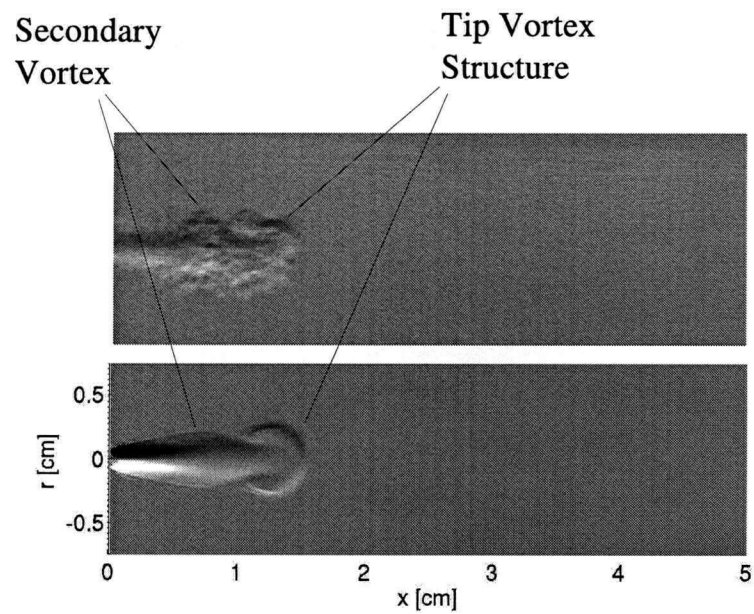 Secondary
Vortex
Tip Vortex
Structure
0.5
0
-0.5
r [cm]
0 1 2 3 4 5
x [cm]